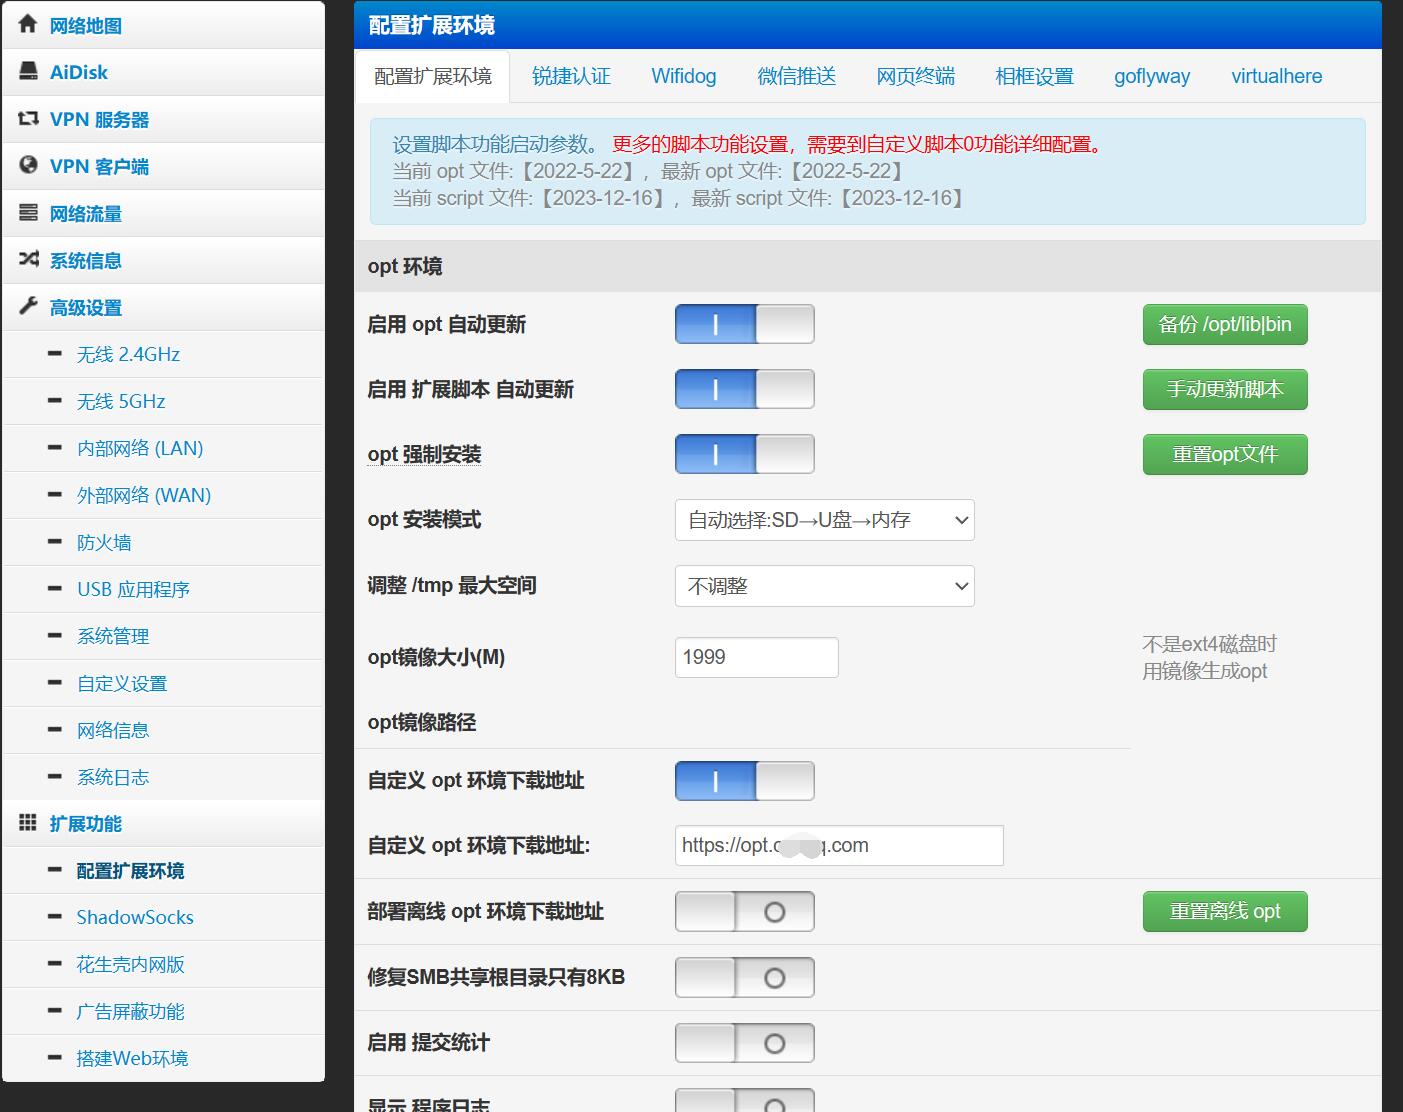 网络地图
AiDisk
VPN 服务器
VPN 客户端
网络流量
系统信息
高级设置
无线 2.4GHz
无线 5GHz
内部网络 (LAN)
外部网络 (WAN)
防火墙
USB 应用程序
系统管理
自定义设置
网络信息
系统日志
扩展功能
配置扩展环境
ShadowSocks
花生壳内网版
广告屏蔽功能
搭建Web环境
配置扩展环境
配置扩展环境 锐捷认证 Wifidog 微信推送 网页终端 相框设置 goflyway virtualhere
设置脚本功能启动参数。 更多的脚本功能设置，需要到自定义脚本0功能详细配置。
当前 opt 文件:【2022-5-22】，最新 opt 文件:【2022-5-22】
当前 script 文件:【2023-12-16】，最新 script 文件:【2023-12-16】
opt 环境
启用 opt 自动更新 备份 /opt/lib|bin
启用 扩展脚本 自动更新 手动更新脚本
opt 强制安装 重置opt文件
opt 安装模式 自动选择:SD→U盘→内存
调整 /tmp 最大空间 不调整
opt镜像大小(M) 1999 不是ext4磁盘时
用镜像生成opt
opt镜像路径
自定义 opt 环境下载地址
自定义 opt 环境下载地址: https://opt. .com
部署离线 opt 环境下载地址 重置离线 opt
修复SMB共享根目录只有8KB
启用 提交统计
显示 程序日志